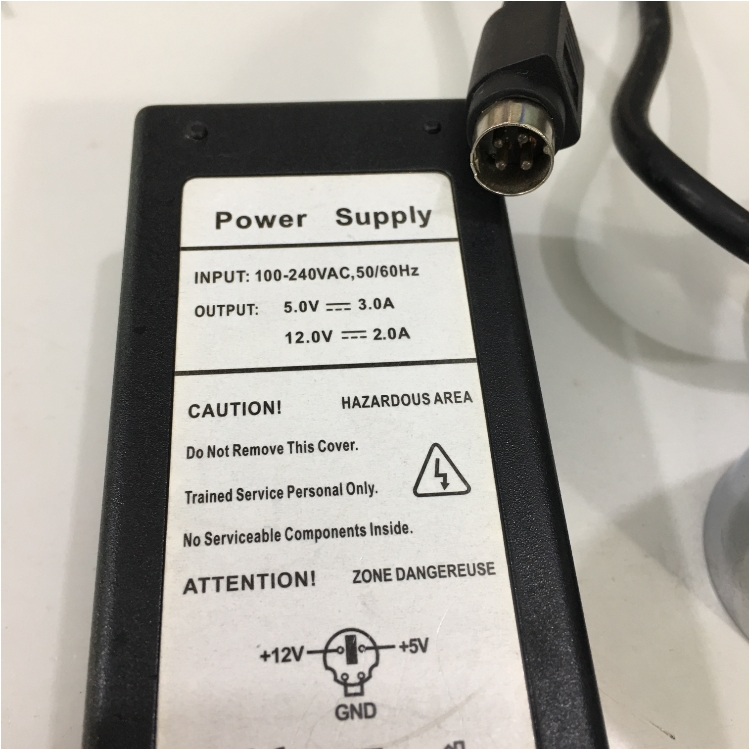 Power Supply
INPUT: 100-240VAC,50/60Hz
OUTPUT: 5.0V ⎓ 3.0A
12.0V ⎓ 2.0A
CAUTION! HAZARDOUS AREA
Do Not Remove This Cover.
Trained Service Personal Only.
No Serviceable Components Inside.
ATTENTION! ZONE DANGEREUSE
+12V +5V
GND